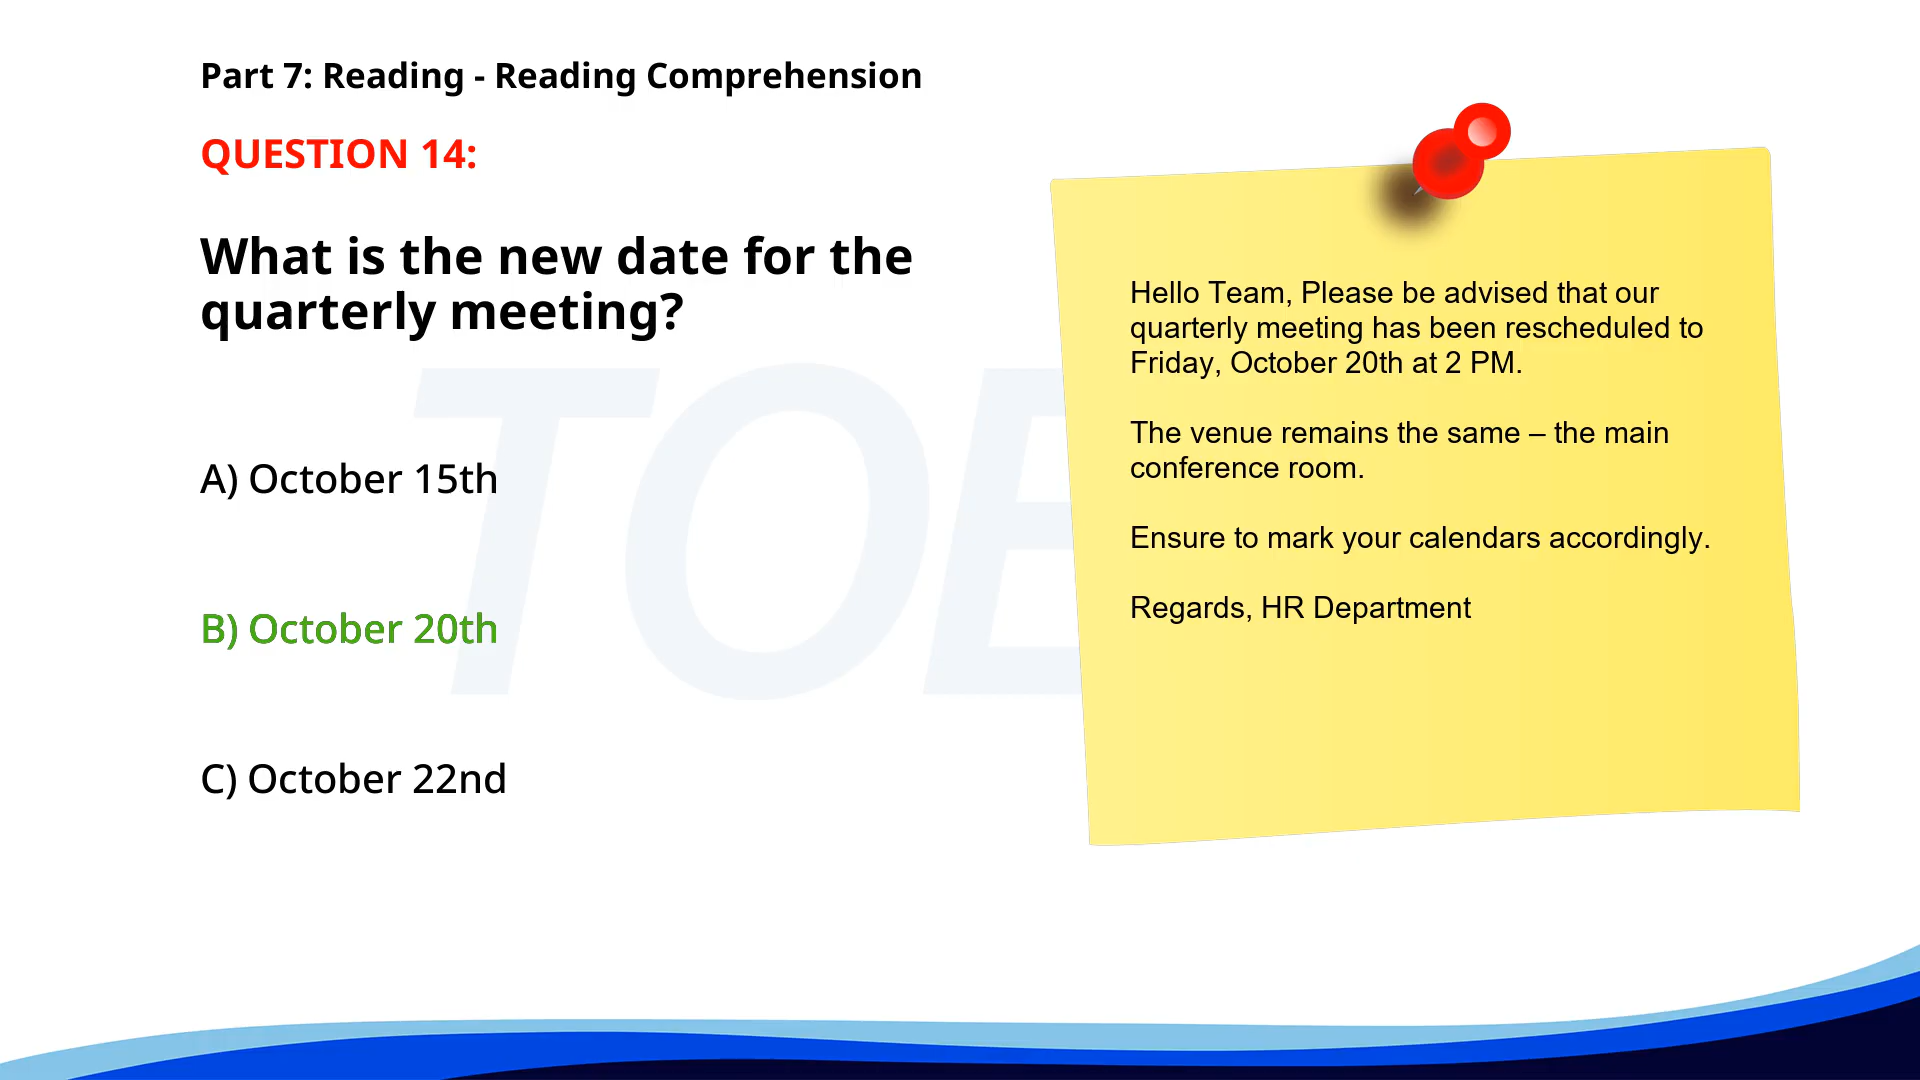 Part 7: Reading - Reading Comprehension
QUESTION 14:
What is the new date for the
quarterly meeting?
A) October 15th
B) October 20th
C) October 22nd
Hello Team, Please be advised that our
quarterly meeting has been rescheduled to
Friday, October 20th at 2 PM.
The venue remains the same – the main
conference room.
Ensure to mark your calendars accordingly.
Regards, HR Department
TOE